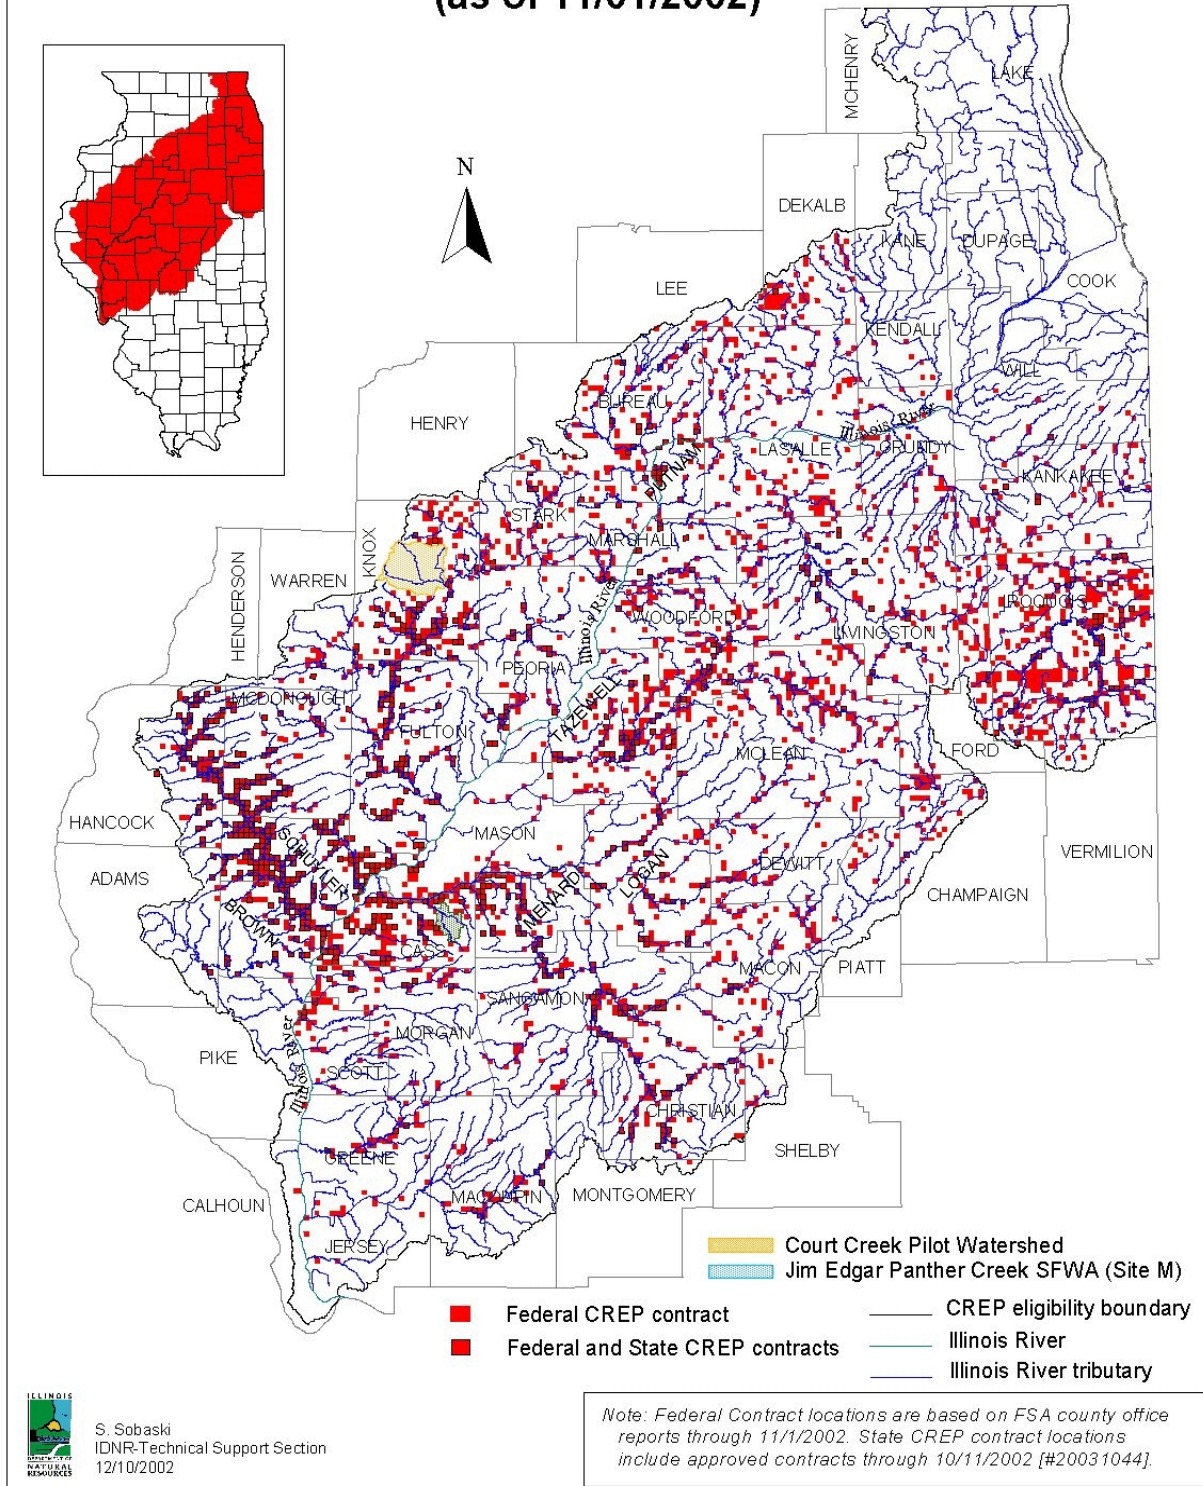 (as of 11/01/2002)
MCHENRY
LAKE
N
DEKALB
KANE
DUPAGE
COOK
LEE
KENDALL
WILL
BUREAU
HENRY
Illinois River
LASALLE
GRUNDY
PUTNAM
KANKAKEE
STARK
MARSHALL
KNOX
HENDERSON
WARREN
IROQUOIS
Illinois River
WOODFORD
LIVINGSTON
PEORIA
MCDONOUGH
TAZEWELL
FULTON
MCLEAN
FORD
HANCOCK
MASON
SCHUYLER
VERMILION
DEWITT
LOGAN
ADAMS
MENARD
CHAMPAIGN
BROWN
CASS
MACON
PIATT
SANGAMON
MORGAN
PIKE
Illinois River
SCOTT
CHRISTIAN
SHELBY
GREENE
MACOUPIN
MONTGOMERY
CALHOUN
JERSEY
Court Creek Pilot Watershed
Jim Edgar Panther Creek SFWA (Site M)
Federal CREP contract
Federal and State CREP contracts
CREP eligibility boundary
Illinois River
Illinois River tributary
ILLINOIS
DEPARTMENT OF
NATURAL
RESOURCES
S. Sobaski
IDNR-Technical Support Section
12/10/2002
Note: Federal Contract locations are based on FSA county office
reports through 11/1/2002. State CREP contract locations
include approved contracts through 10/11/2002 [#20031044].